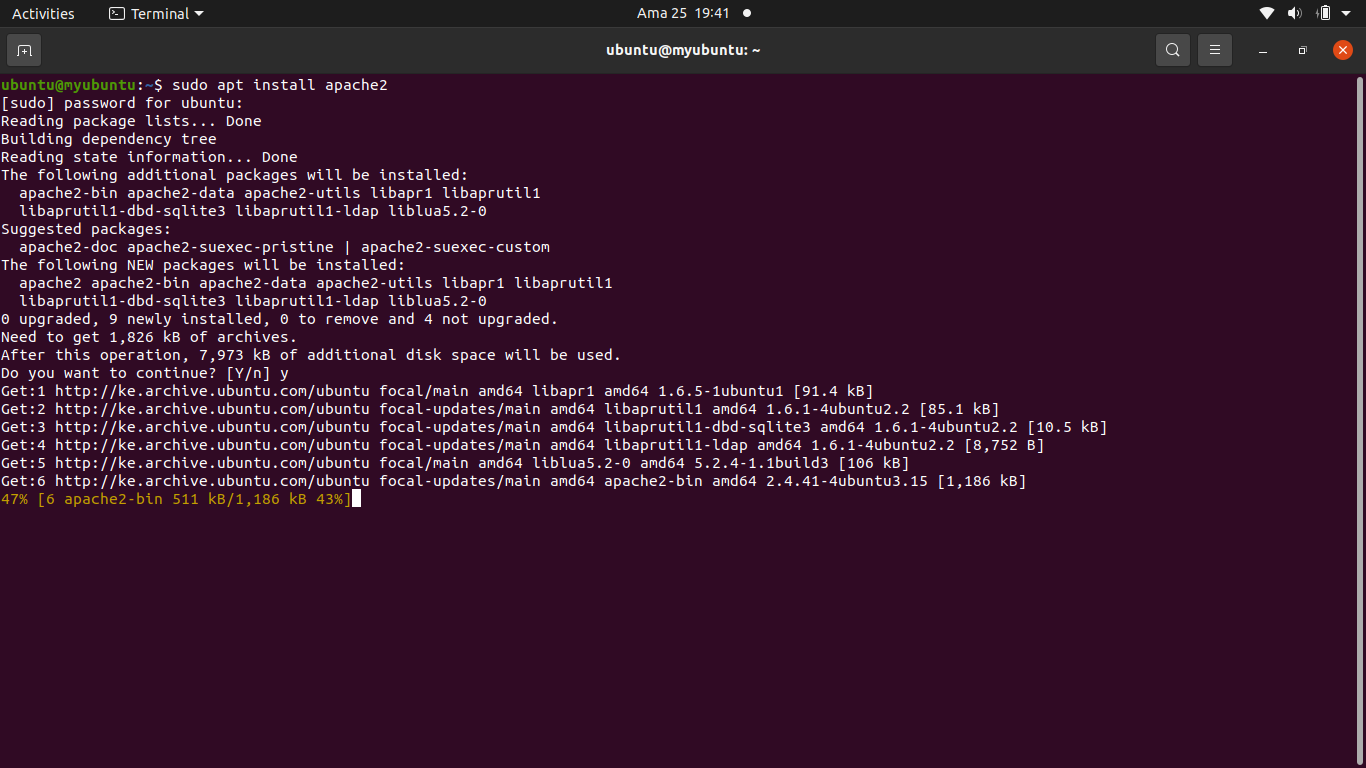 Activities Terminal Ama 25 19:41
ubuntu@myubuntu: ~
ubuntu@myubuntu:~$ sudo apt install apache2
[sudo] password for ubuntu:
Reading package lists... Done
Building dependency tree
Reading state information... Done
The following additional packages will be installed:
  apache2-bin apache2-data apache2-utils libapr1 libaprutil1
  libaprutil1-dbd-sqlite3 libaprutil1-ldap liblua5.2-0
Suggested packages:
  apache2-doc apache2-suexec-pristine | apache2-suexec-custom
The following NEW packages will be installed:
  apache2 apache2-bin apache2-data apache2-utils libapr1 libaprutil1
  libaprutil1-dbd-sqlite3 libaprutil1-ldap liblua5.2-0
0 upgraded, 9 newly installed, 0 to remove and 4 not upgraded.
Need to get 1,826 kB of archives.
After this operation, 7,973 kB of additional disk space will be used.
Do you want to continue? [Y/n] y
Get:1 http://ke.archive.ubuntu.com/ubuntu focal/main amd64 libapr1 amd64 1.6.5-1ubuntu1 [91.4 kB]
Get:2 http://ke.archive.ubuntu.com/ubuntu focal-updates/main amd64 libaprutil1 amd64 1.6.1-4ubuntu2.2 [85.1 kB]
Get:3 http://ke.archive.ubuntu.com/ubuntu focal-updates/main amd64 libaprutil1-dbd-sqlite3 amd64 1.6.1-4ubuntu2.2 [10.5 kB]
Get:4 http://ke.archive.ubuntu.com/ubuntu focal-updates/main amd64 libaprutil1-ldap amd64 1.6.1-4ubuntu2.2 [8,752 B]
Get:5 http://ke.archive.ubuntu.com/ubuntu focal/main amd64 liblua5.2-0 amd64 5.2.4-1.1build3 [106 kB]
Get:6 http://ke.archive.ubuntu.com/ubuntu focal-updates/main amd64 apache2-bin amd64 2.4.41-4ubuntu3.15 [1,186 kB]
47% [6 apache2-bin 511 kB/1,186 kB 43%]